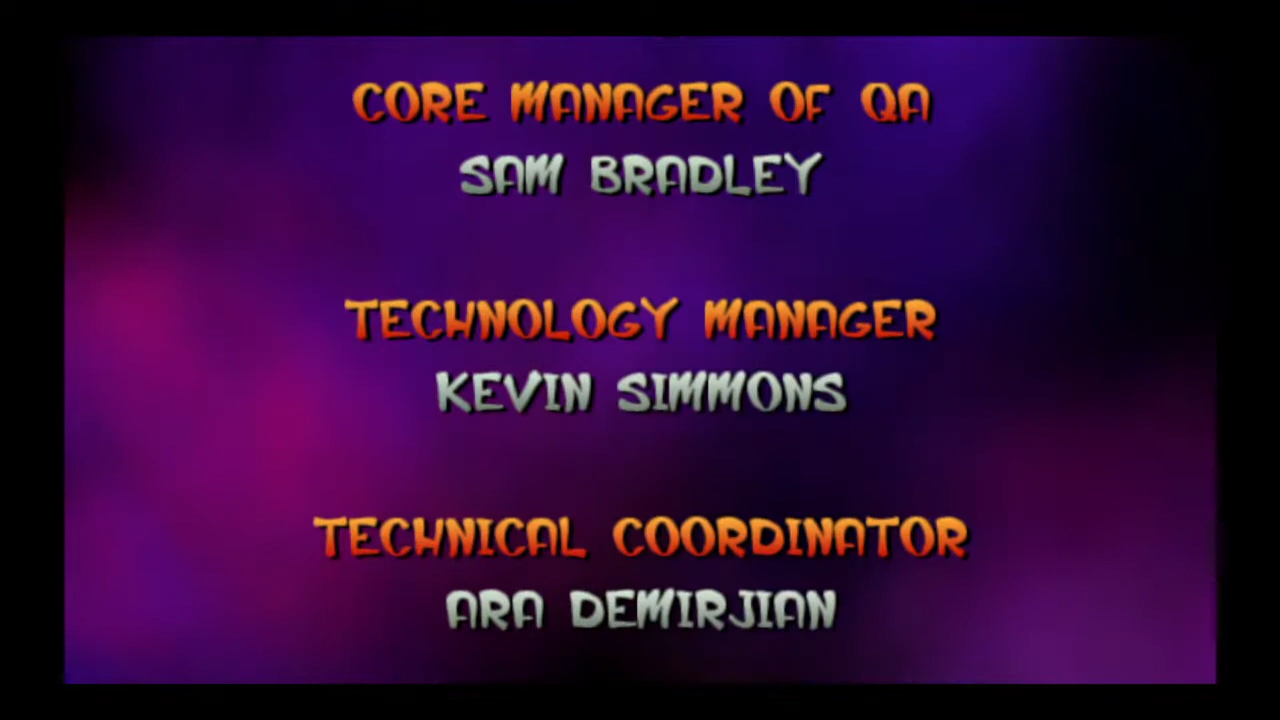 CORE MANAGER OF QA
SAM BRADLEY
TECHNOLOGY MANAGER
KEVIN SIMMONS
TECHNICAL COORDINATOR
ARA DEMIRJIAN